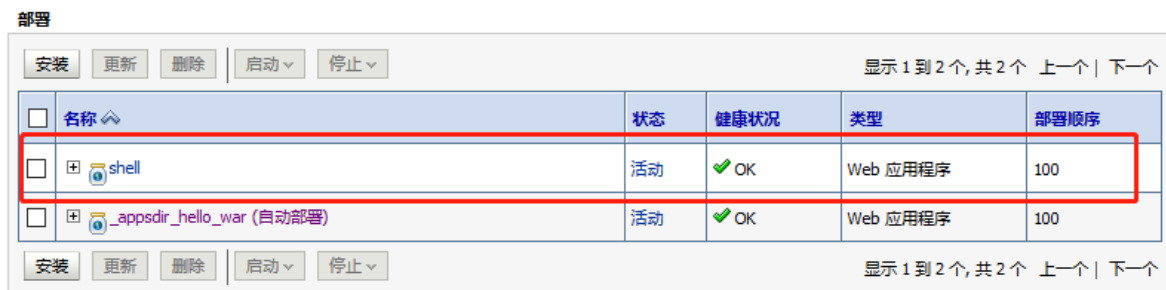 部署
安装 更新 删除 启动 停止 显示 1 到 2 个, 共 2 个 上一个 | 下一个
名称 状态 健康状况 类型 部署顺序
shell 活动 OK Web 应用程序 100
_appsdir_hello_war (自动部署) 活动 OK Web 应用程序 100
安装 更新 删除 启动 停止 显示 1 到 2 个, 共 2 个 上一个 | 下一个